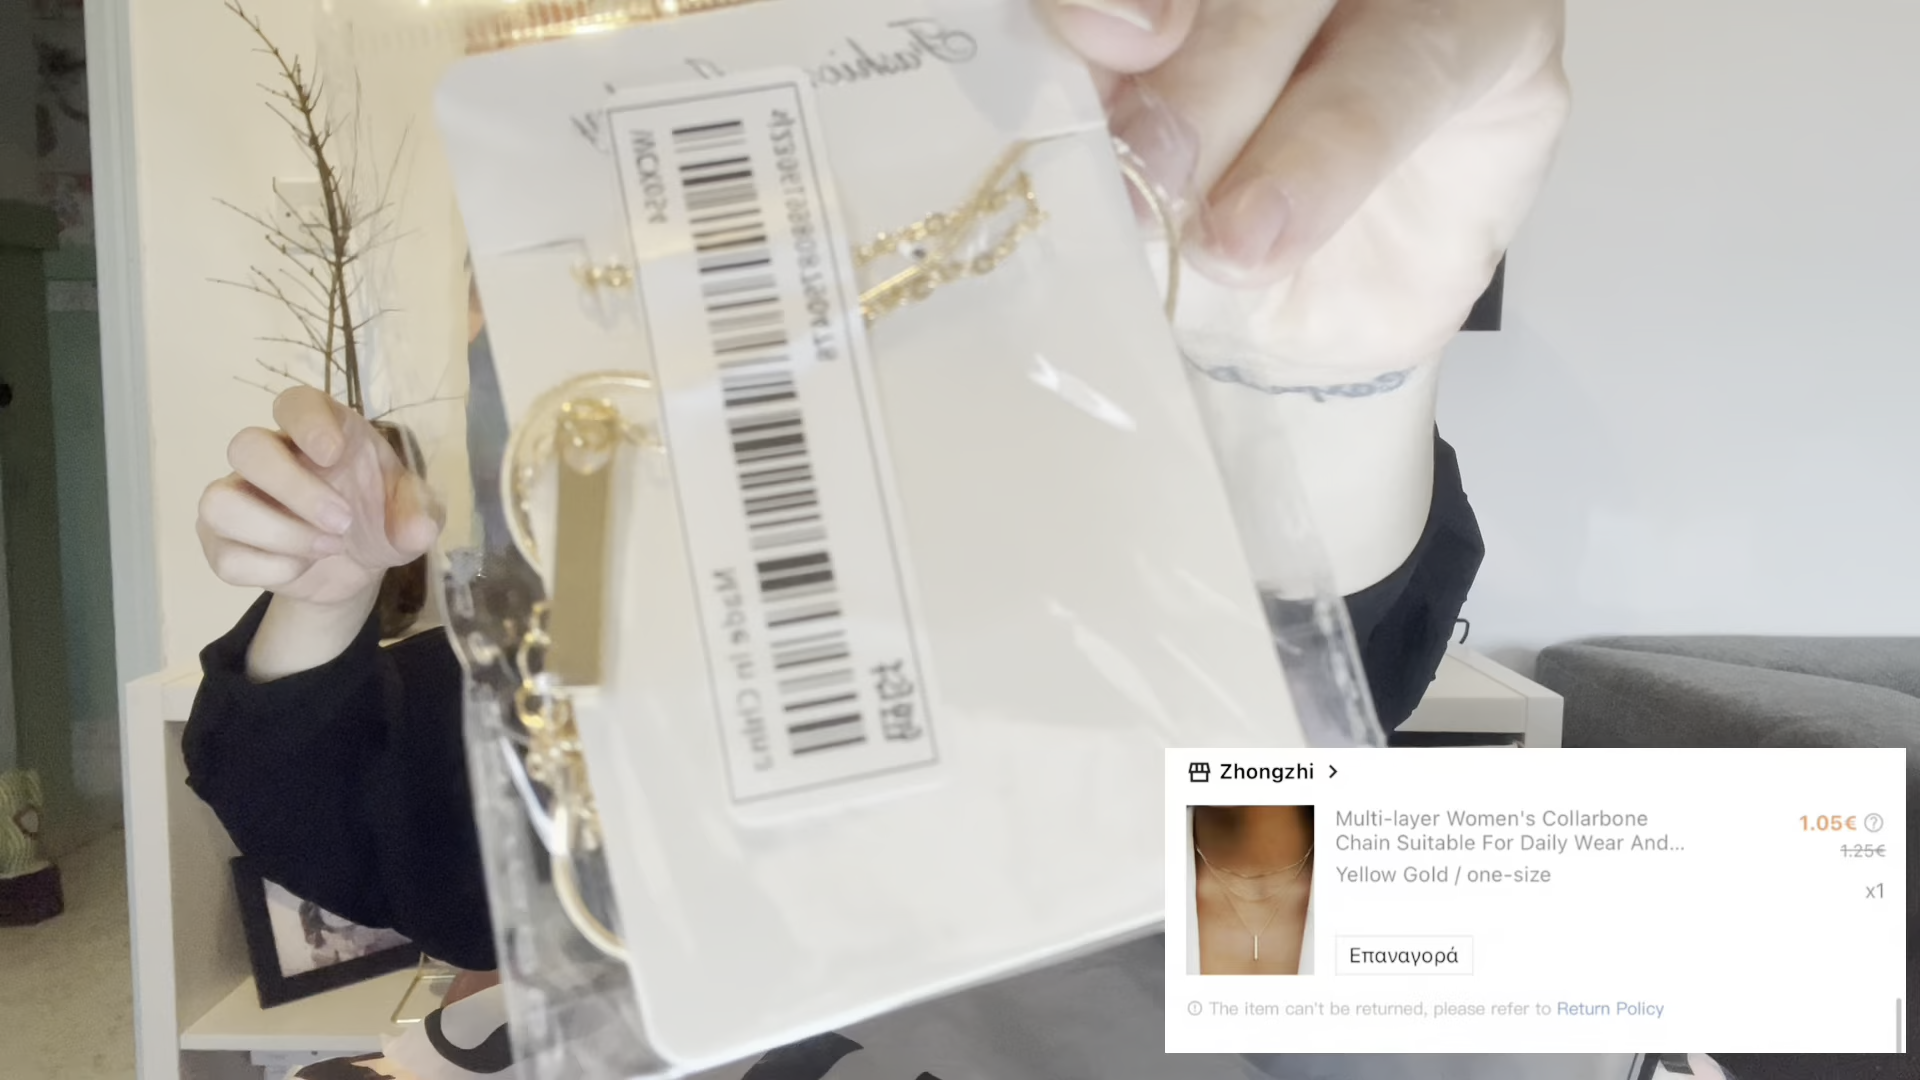 Fashion
Made in China
Zhongzhi
Multi-layer Women's Collarbone
Chain Suitable For Daily Wear And...
Yellow Gold / one-size
1.05€
1.25€
x1
Επαναγορά
The item can't be returned, please refer to Return Policy